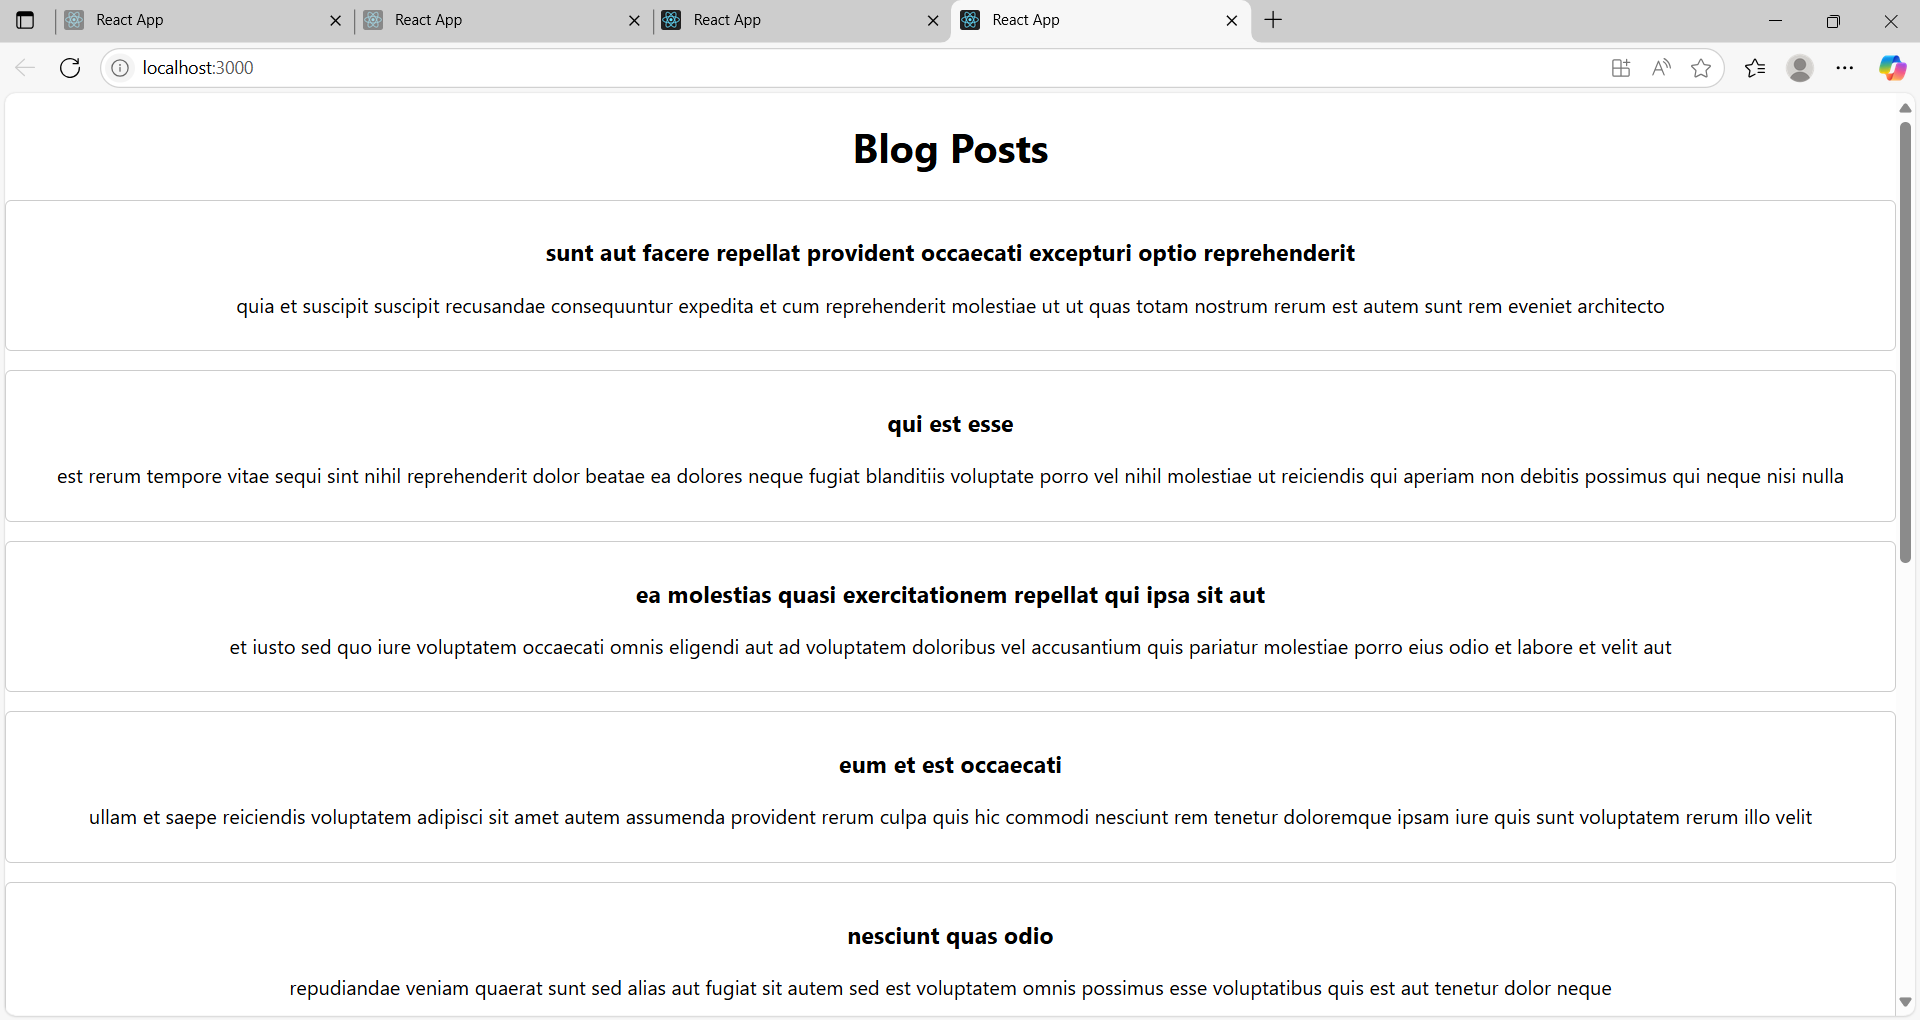 React App
React App
React App
React App
localhost:3000
Blog Posts
sunt aut facere repellat provident occaecati excepturi optio reprehenderit
quia et suscipit suscipit recusandae consequuntur expedita et cum reprehenderit molestiae ut ut quas totam nostrum rerum est autem sunt rem eveniet architecto
qui est esse
est rerum tempore vitae sequi sint nihil reprehenderit dolor beatae ea dolores neque fugiat blanditiis voluptate porro vel nihil molestiae ut reiciendis qui aperiam non debitis possimus qui neque nisi nulla
ea molestias quasi exercitationem repellat qui ipsa sit aut
et iusto sed quo iure voluptatem occaecati omnis eligendi aut ad voluptatem doloribus vel accusantium quis pariatur molestiae porro eius odio et labore et velit aut
eum et est occaecati
ullam et saepe reiciendis voluptatem adipisci sit amet autem assumenda provident rerum culpa quis hic commodi nesciunt rem tenetur doloremque ipsam iure quis sunt voluptatem rerum illo velit
nesciunt quas odio
repudiandae veniam quaerat sunt sed alias aut fugiat sit autem sed est voluptatem omnis possimus esse voluptatibus quis est aut tenetur dolor neque